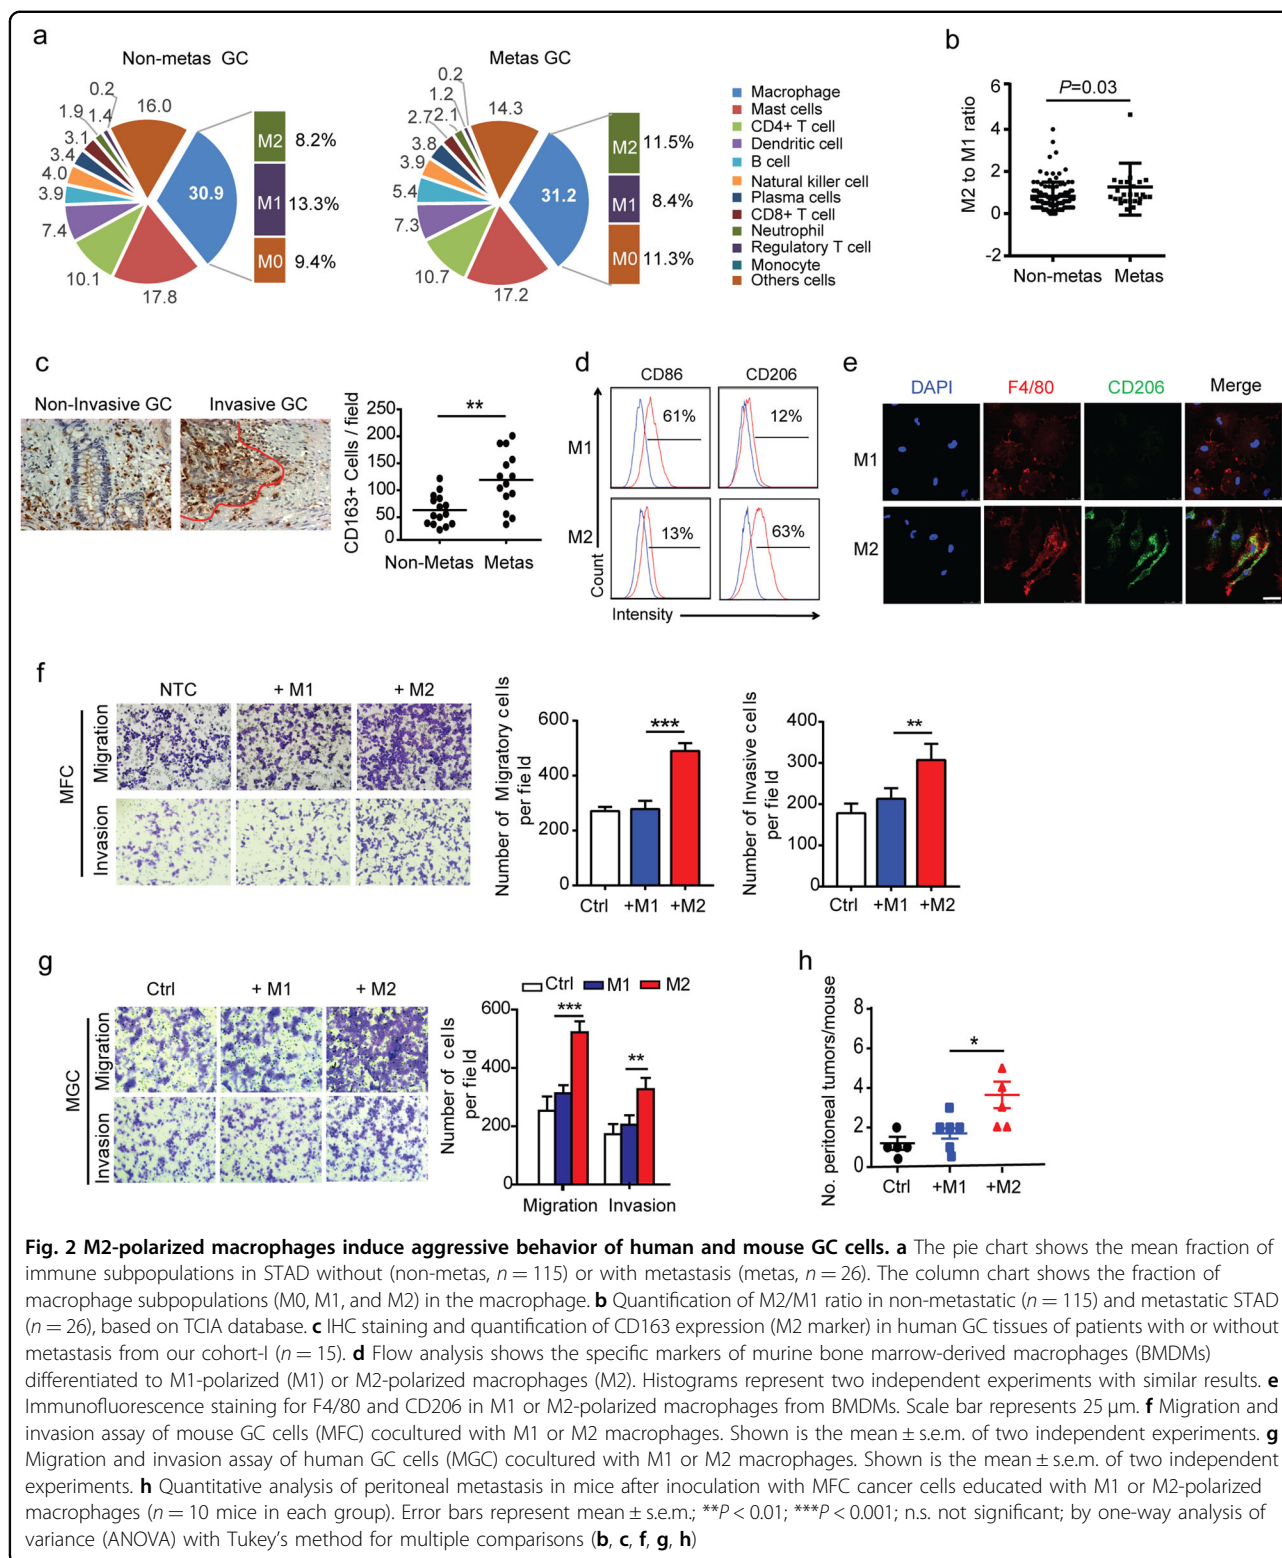 a
Non-metas GC
Metas GC
0.2
1.9
1.4
16.0
3.1
3.4
4.0
3.9
7.4
10.1
17.8
30.9
M2 8.2%
M1 13.3%
M0 9.4%
0.2
1.2
2.7
2.1
14.3
3.8
3.9
5.4
7.3
10.7
17.2
31.2
M2 11.5%
M1 8.4%
M0 11.3%
Macrophage
Mast cells
CD4+ T cell
Dendritic cell
B cell
Natural killer cell
Plasma cells
CD8+ T cell
Neutrophil
Regulatory T cell
Monocyte
Others cells
b
P=0.03
M2 to M1 ratio
6
4
2
0
-2
Non-metas Metas
c
Non-Invasive GC Invasive GC
CD163+ Cells / field
250
200
150
100
50
0
**
Non-Metas Metas
d
CD86 CD206
M1
61%
12%
M2
13%
63%
Count
Intensity
e
DAPI F4/80 CD206 Merge
M1
M2
f
NTC + M1 + M2
MFC
Migration
Invasion
Number of Migratory cells
per field
600
400
200
0
***
Ctrl +M1 +M2
Number of Invasive cells
per field
400
300
200
100
0
**
Ctrl +M1 +M2
g
Ctrl + M1 + M2
MGC
Migration
Invasion
Ctrl M1 M2
Number of cells
per field
600
400
200
0
***
**
Migration Invasion
h
No. peritoneal tumors/mouse
8
6
4
2
0
*
Ctrl +M1 +M2
Fig. 2 M2-polarized macrophages induce aggressive behavior of human and mouse GC cells. a The pie chart shows the mean fraction of
immune subpopulations in STAD without (non-metas, n = 115) or with metastasis (metas, n = 26). The column chart shows the fraction of
macrophage subpopulations (M0, M1, and M2) in the macrophage. b Quantification of M2/M1 ratio in non-metastatic (n = 115) and metastatic STAD
(n = 26), based on TCIA database. c IHC staining and quantification of CD163 expression (M2 marker) in human GC tissues of patients with or without
metastasis from our cohort-I (n = 15). d Flow analysis shows the specific markers of murine bone marrow-derived macrophages (BMDMs)
differentiated to M1-polarized (M1) or M2-polarized macrophages (M2). Histograms represent two independent experiments with similar results. e
Immunofluorescence staining for F4/80 and CD206 in M1 or M2-polarized macrophages from BMDMs. Scale bar represents 25 µm. f Migration and
invasion assay of mouse GC cells (MFC) cocultured with M1 or M2 macrophages. Shown is the mean ± s.e.m. of two independent experiments. g
Migration and invasion assay of human GC cells (MGC) cocultured with M1 or M2 macrophages. Shown is the mean ± s.e.m. of two independent
experiments. h Quantitative analysis of peritoneal metastasis in mice after inoculation with MFC cancer cells educated with M1 or M2-polarized
macrophages (n = 10 mice in each group). Error bars represent mean ± s.e.m.; **P < 0.01; ***P < 0.001; n.s. not significant; by one-way analysis of
variance (ANOVA) with Tukey's method for multiple comparisons (b, c, f, g, h)